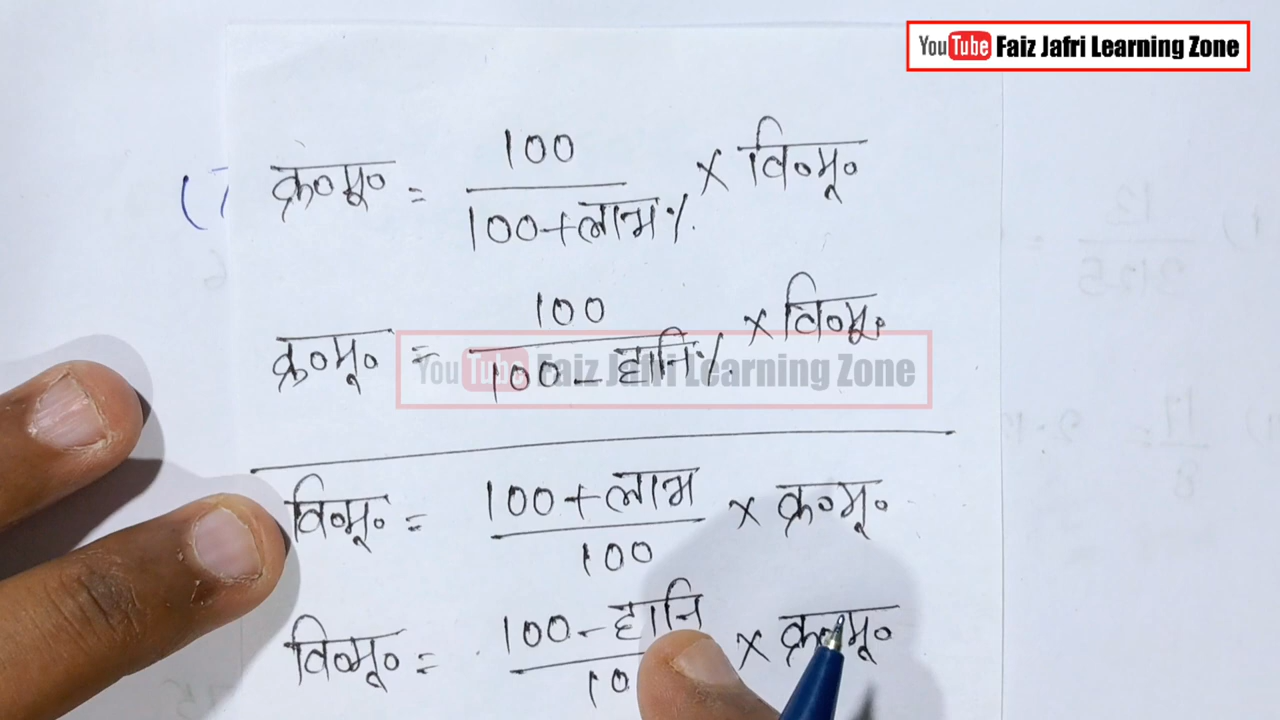 YouTube Faiz Jafri Learning Zone
क्र०मू० = 100 / 100+लाभ% × वि०मू०
क्र०मू० = 100 / 100-हानि% × वि०मू०
YouTube Faiz Jafri Learning Zone
वि०मू० = 100+लाभ / 100 × क्र०मू०
वि०मू० = 100-हानि / 10 × क्र०मू०